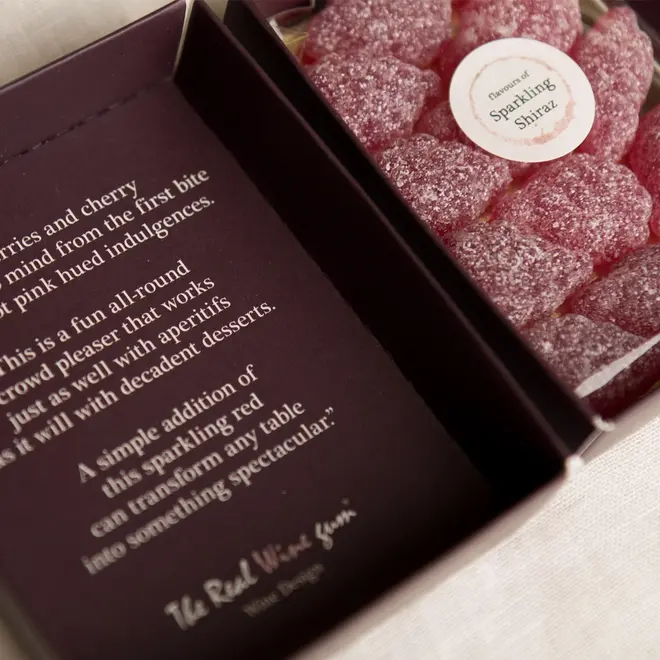 rries and cherry
mind from the first bite
t pink hued indulgences.
This is a fun all-round
crowd pleaser that works
just as well with aperitifs
s it will with decadent desserts.
A simple addition of
this sparkling red
can transform any table
into something spectacular.”
The Real Wine gum
Wine Design
flavours of
Sparkling
Shiraz